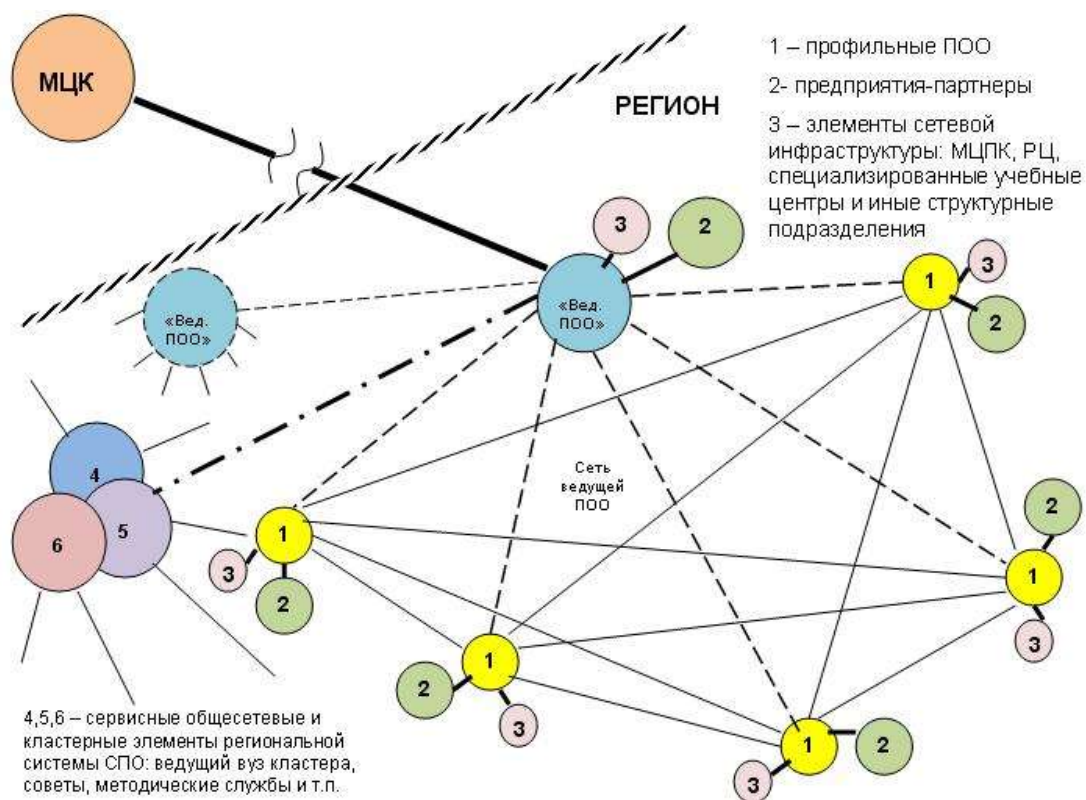 МЦК
РЕГИОН
1 – профильные ПОО
2- предприятия-партнеры
3 – элементы сетевой
инфраструктуры: МЦПК, РЦ,
специализированные учебные
центры и иные структурные
подразделения
3
2
«Вед.
ПОО»
«Вед.
ПОО»
1
3
2
4
5
6
Сеть
ведущей
ПОО
1
3
2
2
1
3
1
2
3
1
2
3
4,5,6 – сервисные общесетевые и
кластерные элементы региональной
системы СПО: ведущий вуз кластера,
советы, методические службы и т.п.